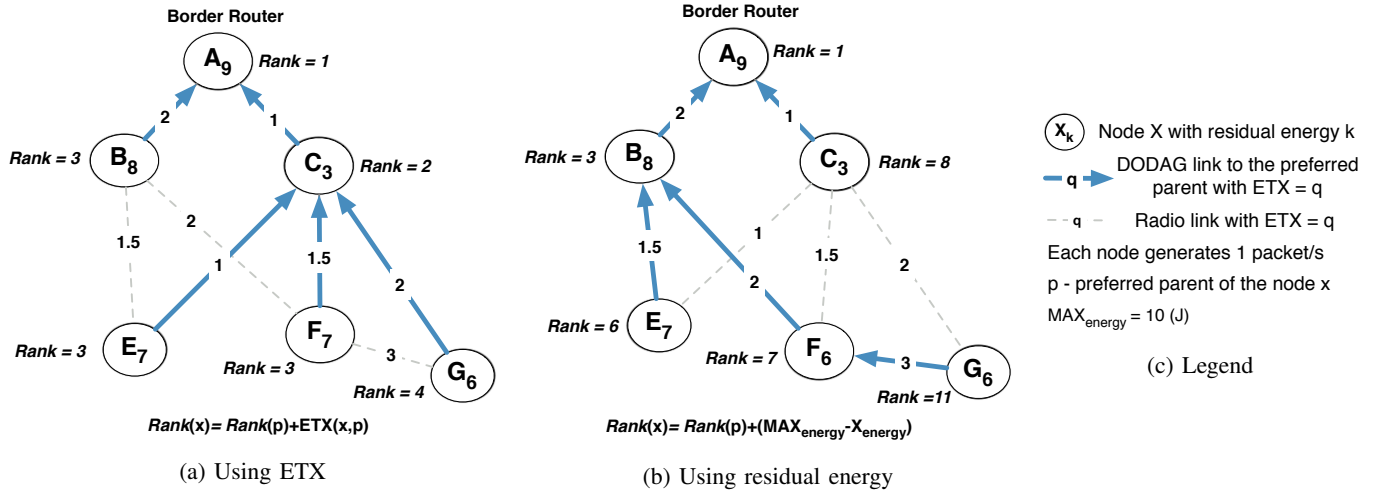 Border Router
A9
Rank = 1
2
1
B8
Rank = 3
C3
Rank = 2
1.5
2
1
1.5
2
E7
Rank = 3
F7
Rank = 3
3
G6
Rank = 4
Rank(x)= Rank(p)+ETX(x,p)
(a) Using ETX
Border Router
A9
Rank = 1
2
1
B8
Rank = 3
C3
Rank = 8
1.5
1
2
1.5
2
E7
Rank = 6
F6
Rank = 7
3
G6
Rank =11
Rank(x)= Rank(p)+(MAXenergy-Xenergy)
(b) Using residual energy
Xk
Node X with residual energy k
q
DODAG link to the preferred
parent with ETX = q
q
Radio link with ETX = q
Each node generates 1 packet/s
p - preferred parent of the node x
MAXenergy = 10 (J)
(c) Legend